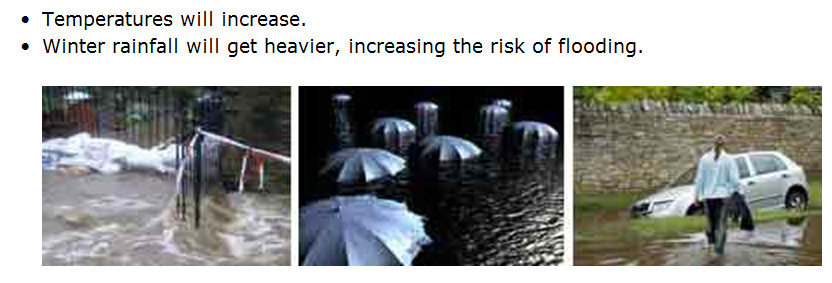 • Temperatures will increase.
• Winter rainfall will get heavier, increasing the risk of flooding.